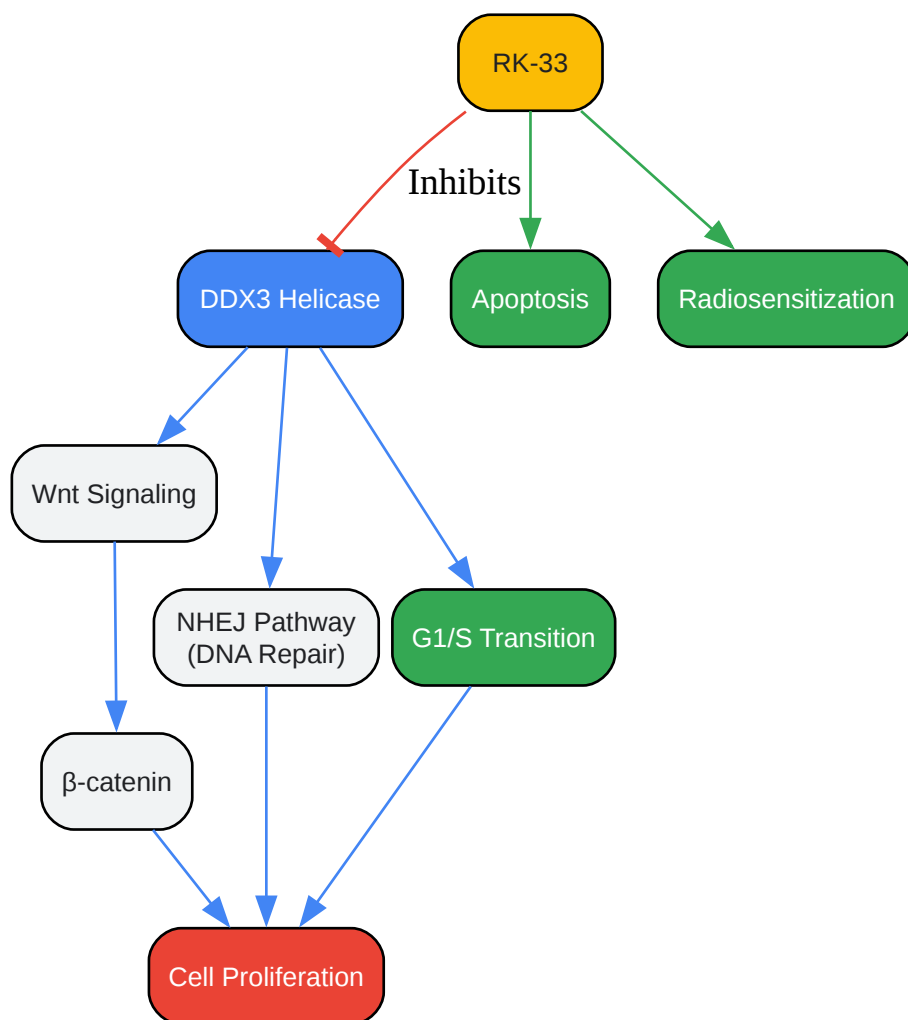 RK-33
Inhibits
DDX3 Helicase
Apoptosis
Radiosensitization
Wnt Signaling
NHEJ Pathway
(DNA Repair)
G1/S Transition
β-catenin
Cell Proliferation